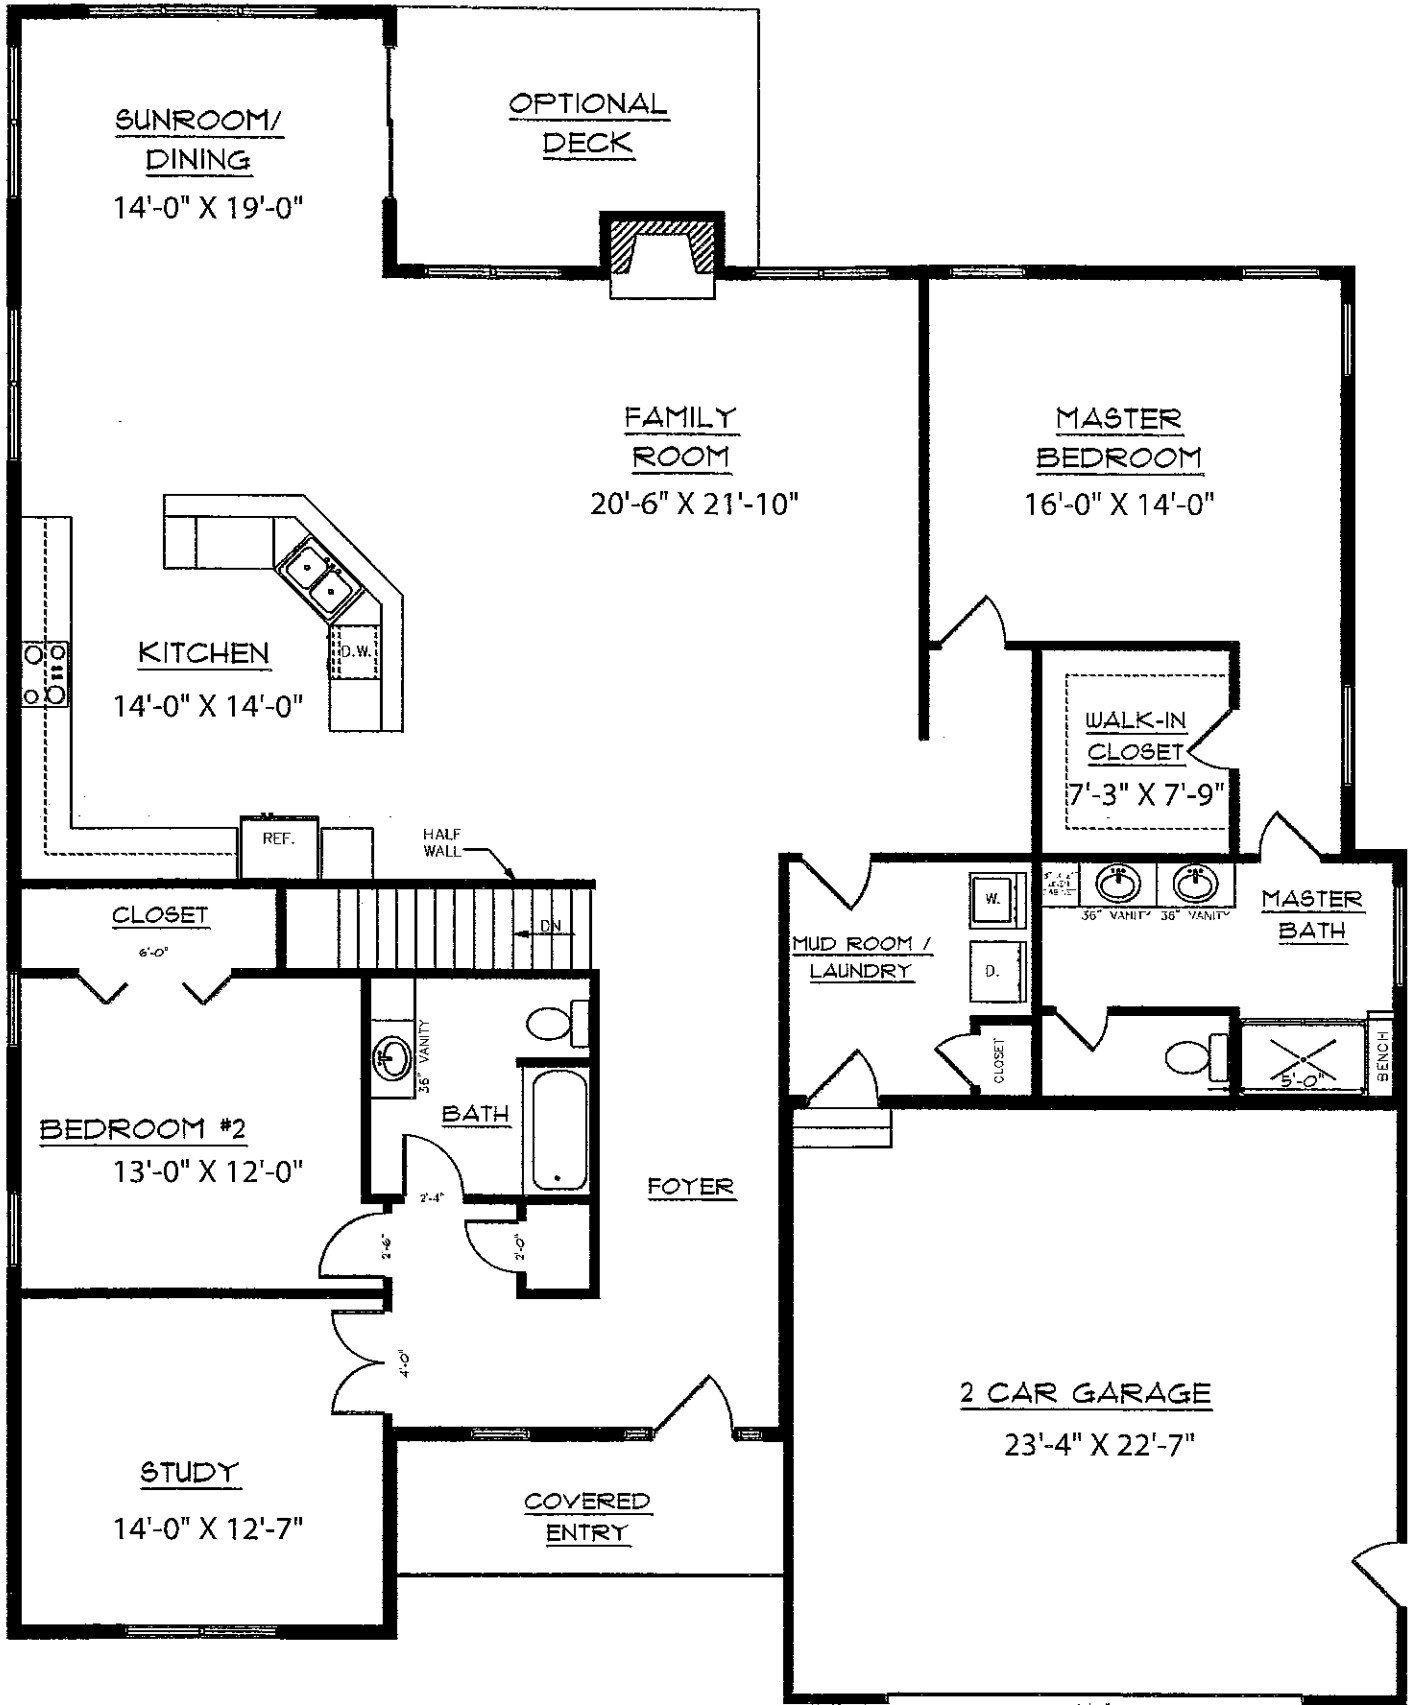 SUNROOM/
DINING
14'-0" X 19'-0"
OPTIONAL
DECK
FAMILY
ROOM
20'-6" X 21'-10"
MASTER
BEDROOM
16'-0" X 14'-0"
KITCHEN
14'-0" X 14'-0"
D.W.
REF.
HALF
WALL
WALK-IN
CLOSET
7'-3" X 7'-9"
CLOSET
6'-0"
DN
MUD ROOM /
LAUNDRY
W.
D.
CLOSET
36" VANITY
36" VANITY
MASTER
BATH
BENCH
5'-0"
36" VANITY
BATH
BEDROOM #2
13'-0" X 12'-0"
2'-4"
2'-6"
2'-0"
FOYER
4'-0"
STUDY
14'-0" X 12'-7"
COVERED
ENTRY
2 CAR GARAGE
23'-4" X 22'-7"